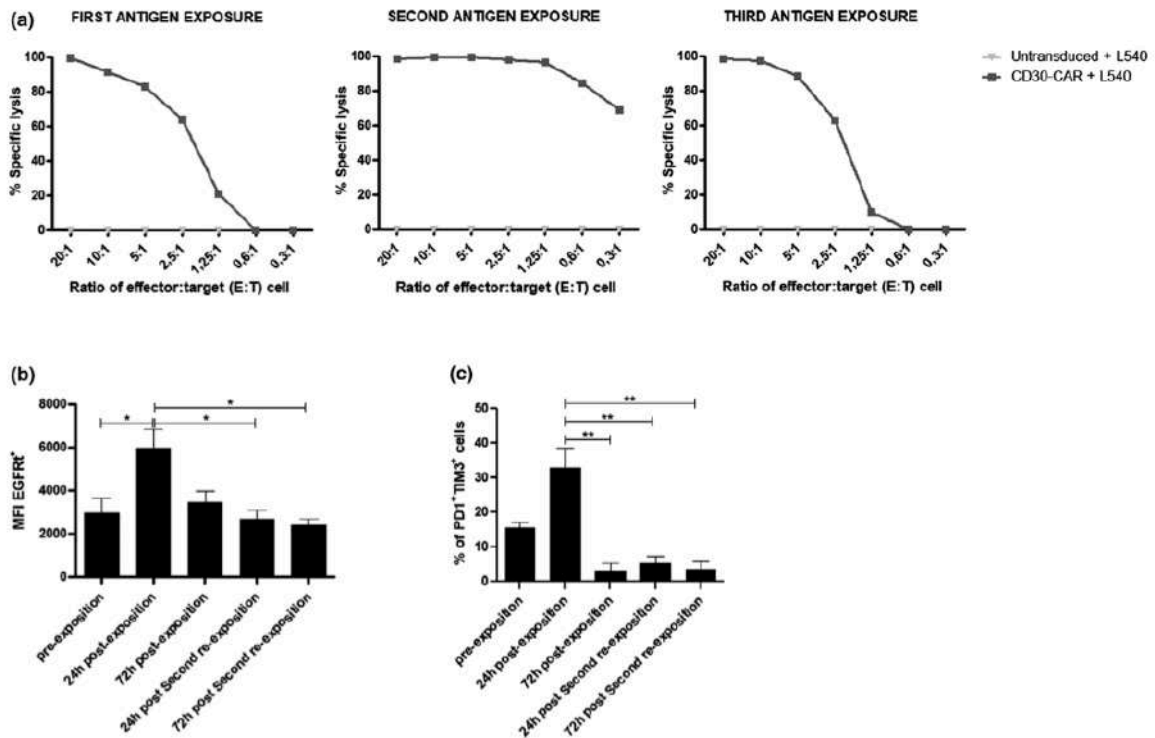 (a)
FIRST ANTIGEN EXPOSURE
SECOND ANTIGEN EXPOSURE
THIRD ANTIGEN EXPOSURE
Untransduced + L540
CD30-CAR + L540
% Specific lysis
100
80
60
40
20
0
20:1
10:1
5:1
2,5:1
1,25:1
0,6:1
0,3:1
Ratio of effector:target (E:T) cell
% Specific lysis
100
80
60
40
20
0
20:1
10:1
5:1
2,5:1
1,25:1
0,6:1
0,3:1
Ratio of effector:target (E:T) cell
% Specific lysis
100
80
60
40
20
0
20:1
10:1
5:1
2,5:1
1,25:1
0,6:1
0,3:1
Ratio of effector:target (E:T) cell
(b)
MFI EGFRt+
8000
6000
4000
2000
0
*
*
*
pre-exposition
24h post-exposition
72h post-exposition
24h post Second re-exposition
72h post Second re-exposition
(c)
% of PD1+TIM3+ cells
50
40
30
20
10
0
**
**
**
pre-exposition
24h post-exposition
72h post-exposition
24h post Second re-exposition
72h post Second re-exposition